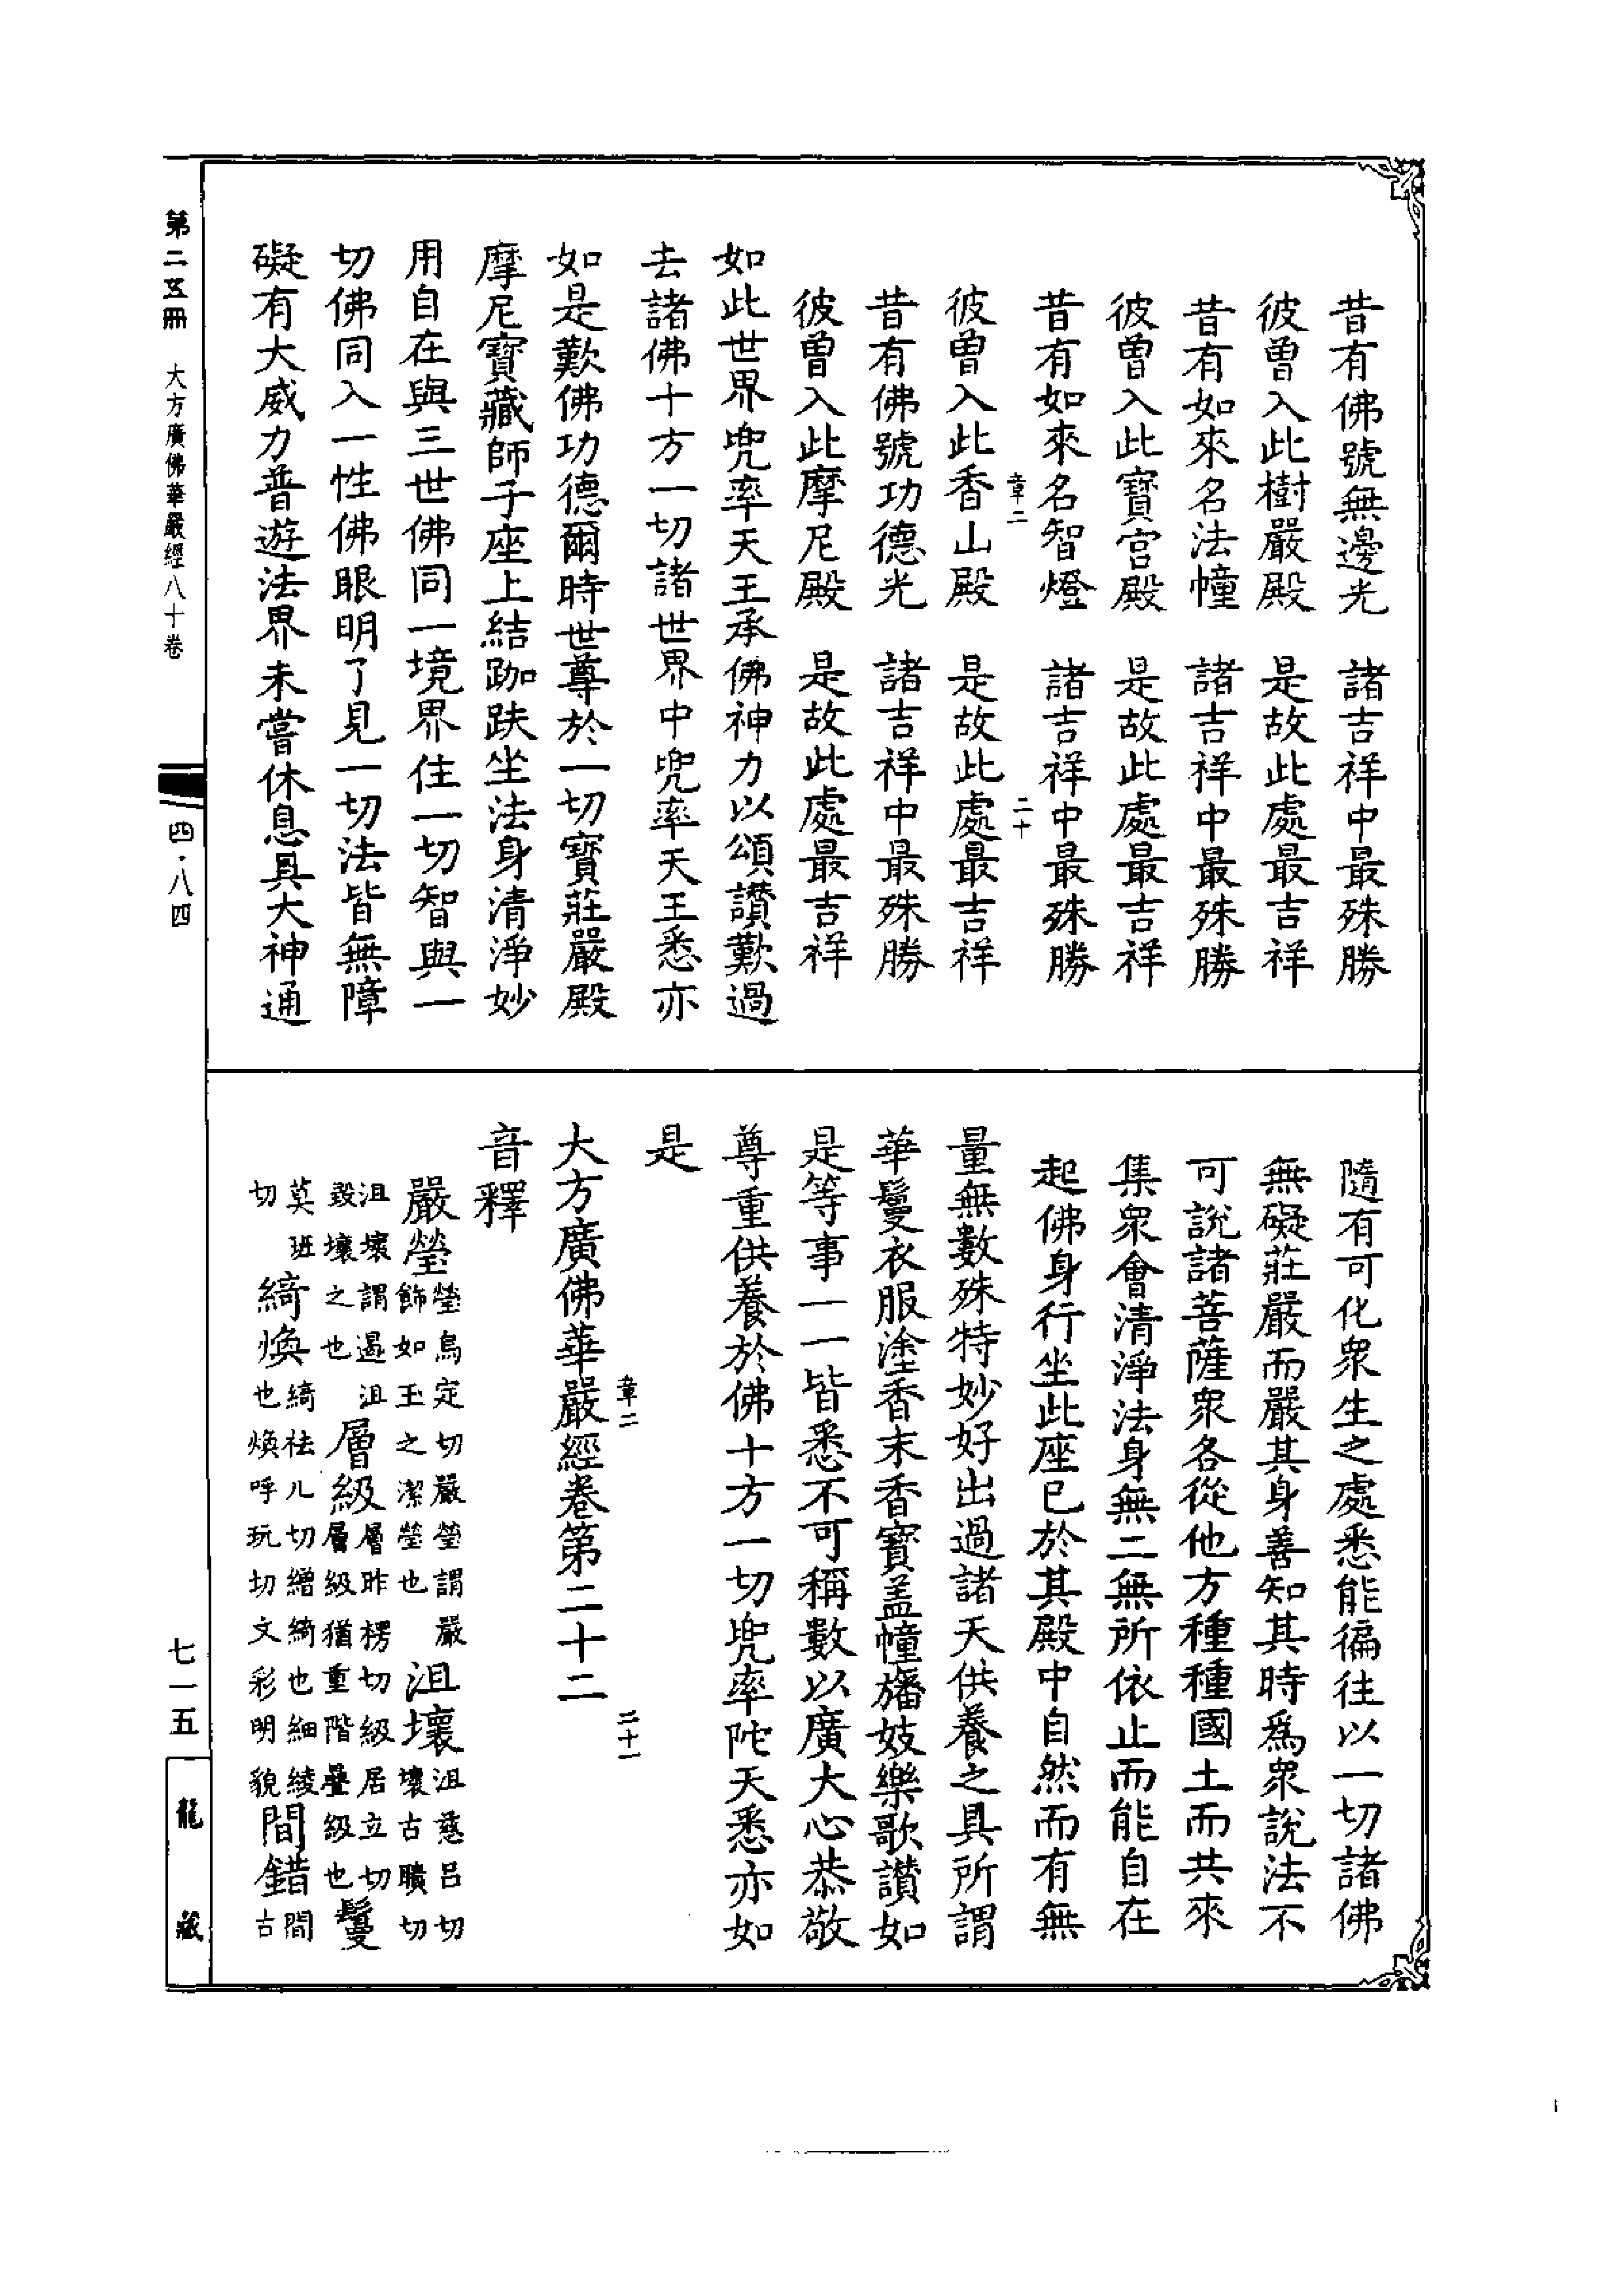 昔有佛號無邊光　諸吉祥中最殊勝
彼曾入此樹嚴殿　是故此處最吉祥
昔有如來名法幢　諸吉祥中最殊勝
彼曾入此寶宮殿　是故此處最吉祥
昔有如來名智燈　諸吉祥中最殊勝
章二　二十
彼曾入此香山殿　是故此處最吉祥
昔有佛號功德光　諸吉祥中最殊勝
彼曾入此摩尼殿　是故此處最吉祥
如此世界兜率天王承佛神力以頌讚歎過
去諸佛十方一切諸世界中兜率天王悉亦
如是歎佛功德爾時世尊於一切寶莊嚴殿
摩尼寶藏師子座上結跏趺坐法身清淨妙
用自在與三世佛同一境界住一切智與一
切佛同入一性佛眼明了見一切法皆無障
礙有大威力普遊法界未嘗休息具大神通
隨有可化眾生之處悉能徧往以一切諸佛
無礙莊嚴而嚴其身善知其時為眾說法不
可說諸菩薩眾各從他方種種國土而共來
集眾會清淨法身無二無所依止而能自在
起佛身行坐此座已於其殿中自然而有無
量無數殊特妙好出過諸天供養之具所謂
華鬘衣服塗香末香寶蓋幢旛妓樂歌讚如
是等事一一皆悉不可稱數以廣大心恭敬
尊重供養於佛十方一切兜率陀天悉亦如
是
章二　二十一
大方廣佛華嚴經卷第二十二
音釋
嚴瑩瑩烏定切嚴瑩謂嚴飾如玉之潔瑩也　沮壞沮慈呂切壞古曠切
沮壞謂遏沮毀壞之也　層級層昨楞切級居立切層級猶重階疊級也　鬘
莫班切　綺煥綺袪几切繒綺也細綾也煥呼玩切文彩明貌　間錯間古
第二五冊　大方廣佛華嚴經八十卷
四·八四
七一五
龍藏